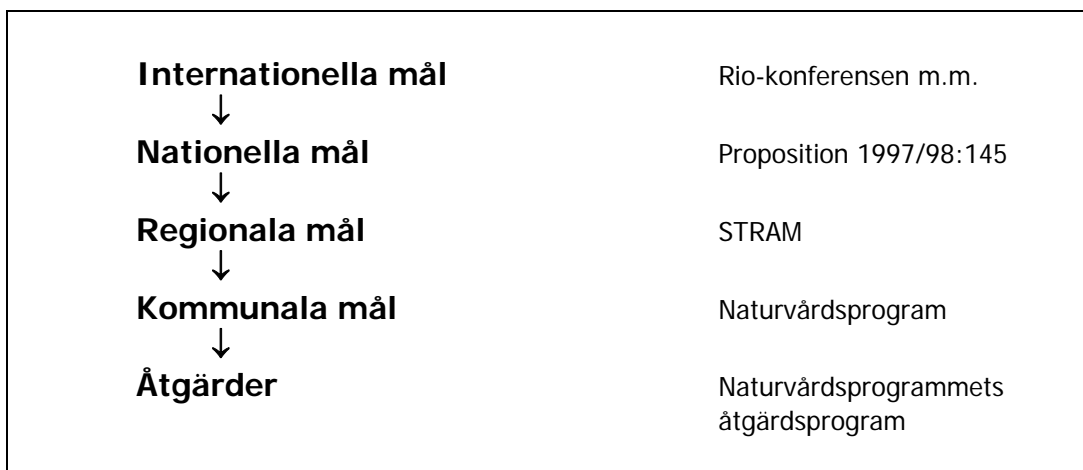 Internationella mål Rio-konferensen m.m.
↓
Nationella mål Proposition 1997/98:145
↓
Regionala mål STRAM
↓
Kommunala mål Naturvårdsprogram
↓
Åtgärder Naturvårdsprogrammets
åtgärdsprogram